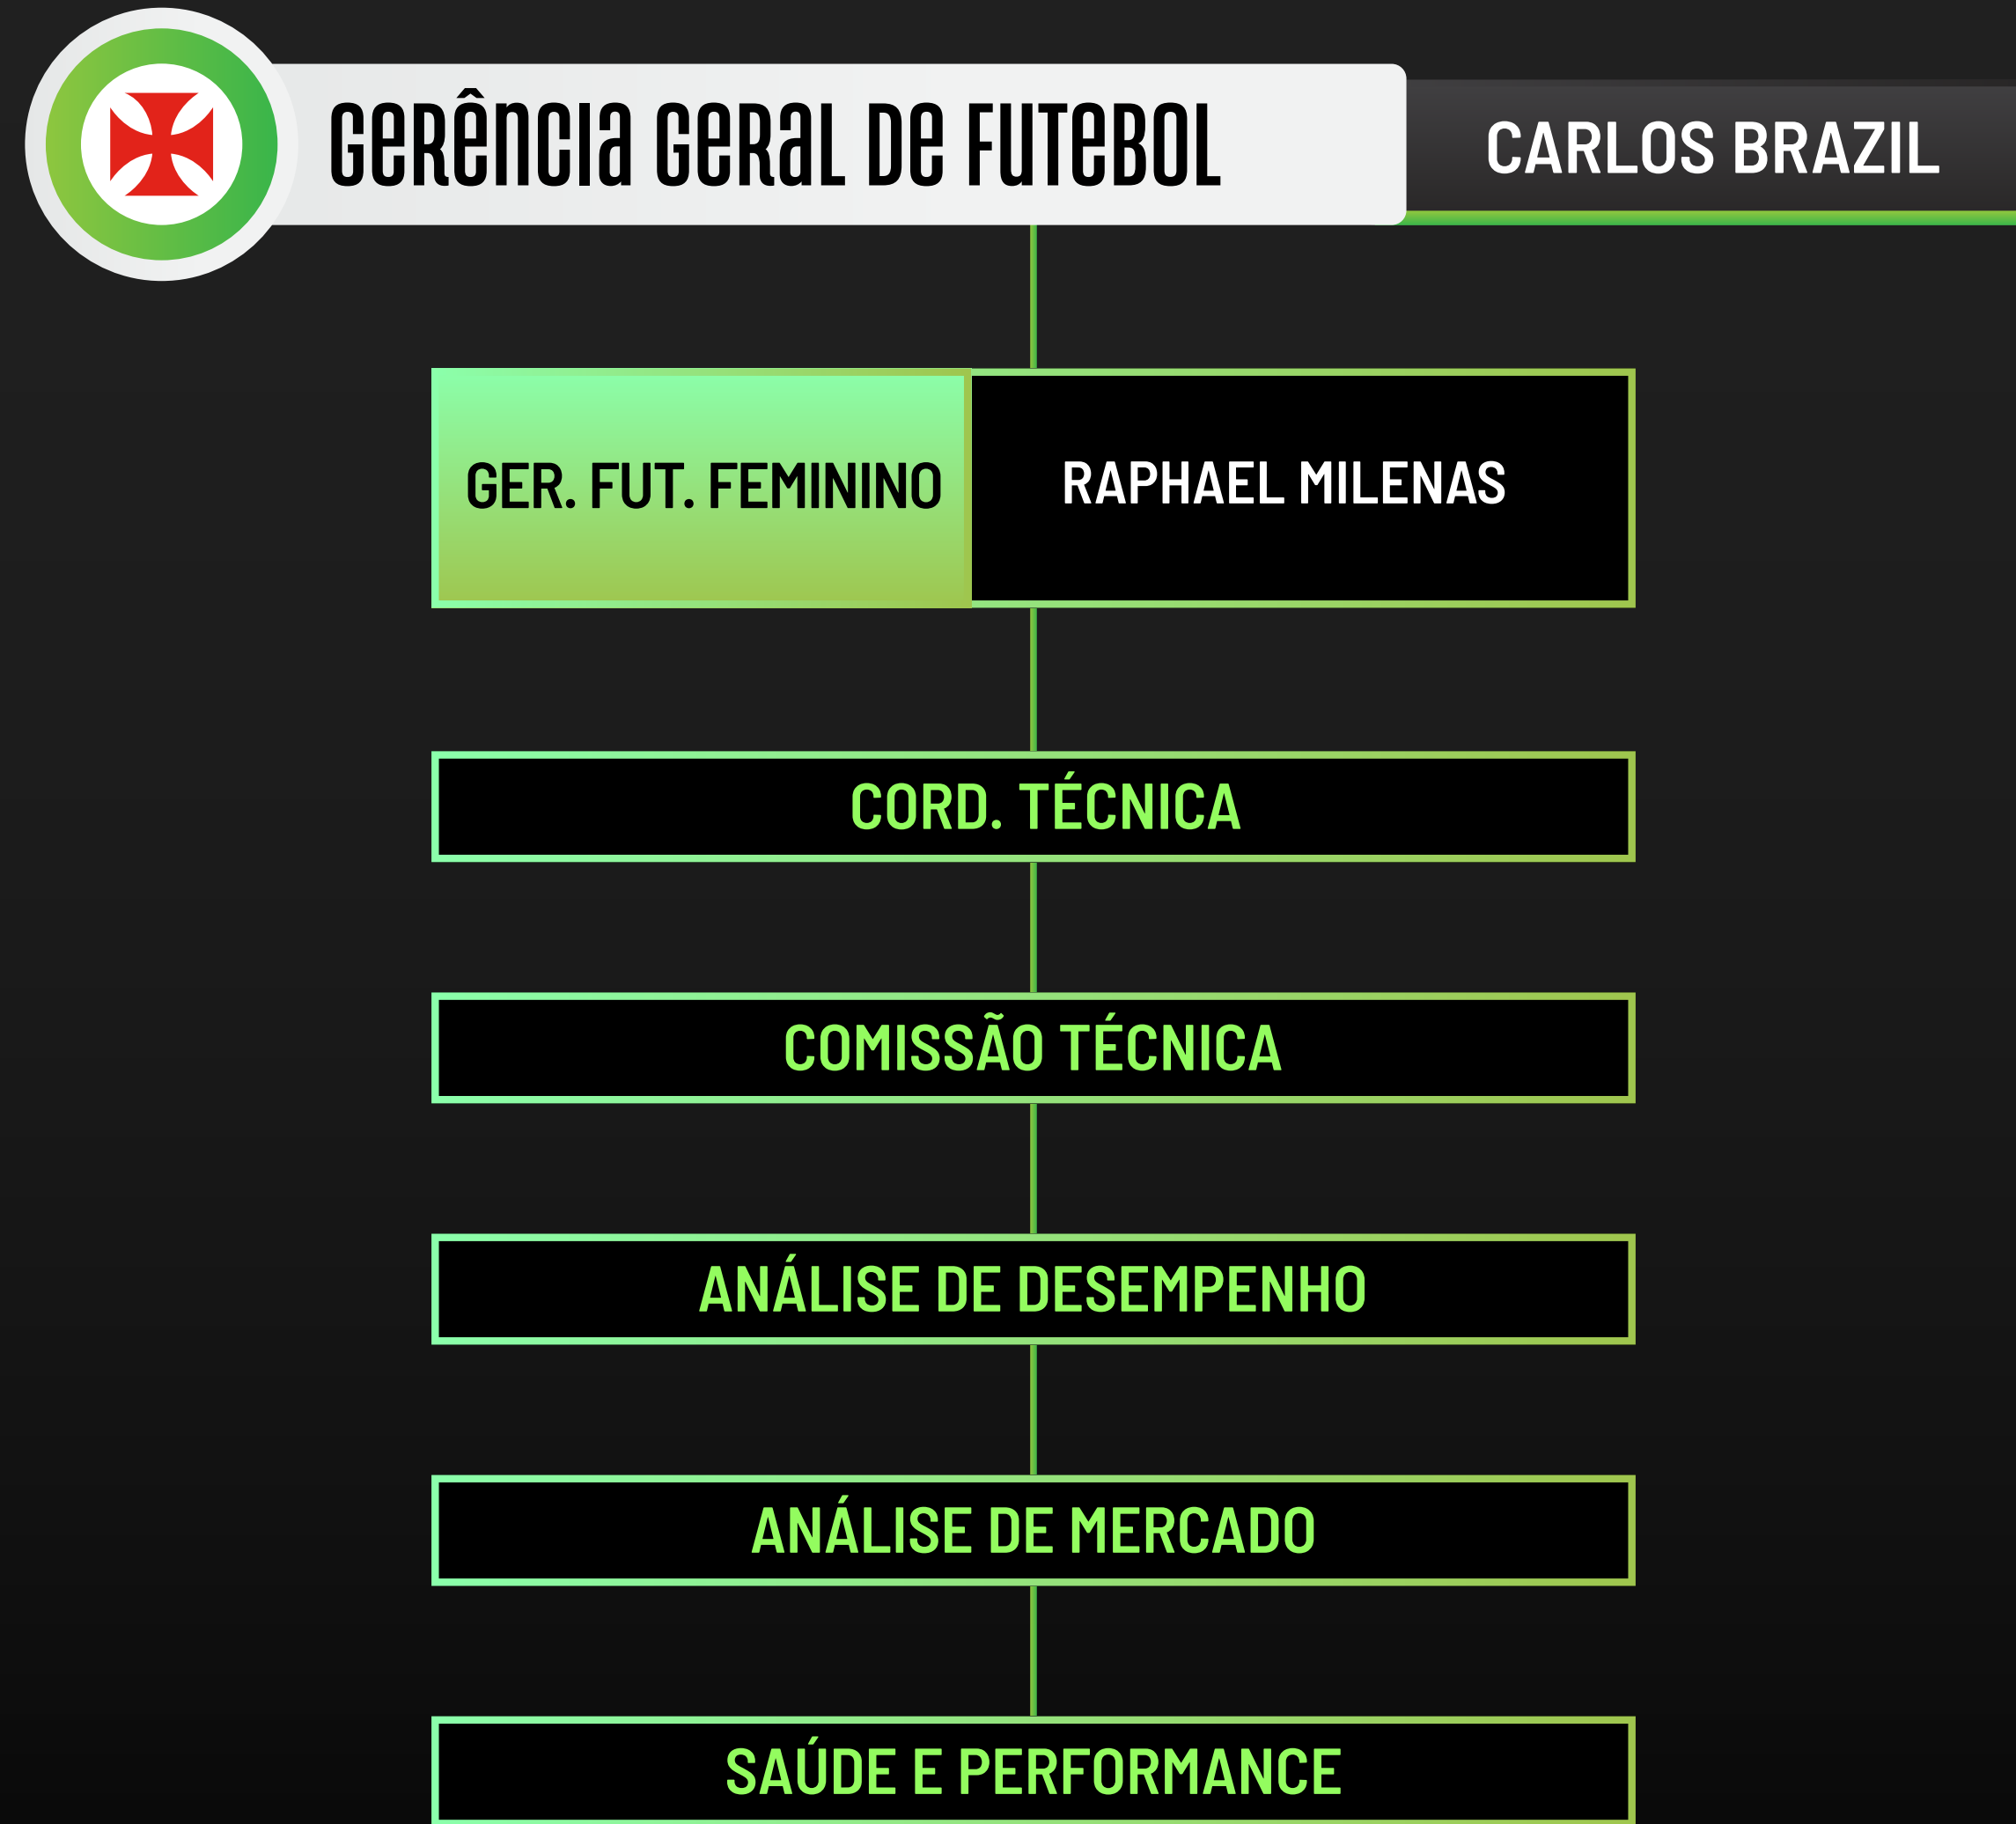 GERÊNCIA GERAL DE FUTEBOL
CARLOS BRAZIL
GER. FUT. FEMININO
RAPHAEL MILENAS
CORD. TÉCNICA
COMISSÃO TÉCNICA
ANÁLISE DE DESEMPENHO
ANÁLISE DE MERCADO
SAÚDE E PERFORMANCE